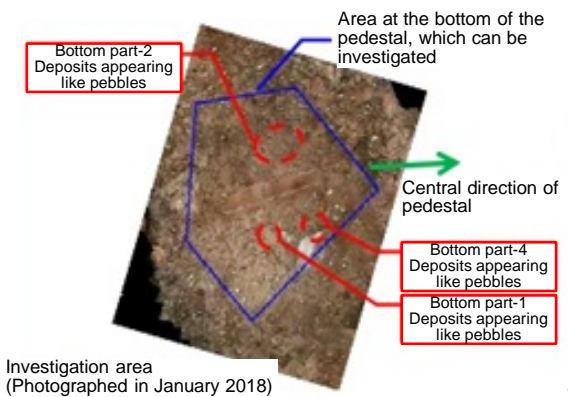 Area at the bottom of the
pedestal, which can be
investigated
Bottom part-2
Deposits appearing
like pebbles
Central direction of
pedestal
Bottom part-4
Deposits appearing
like pebbles
Bottom part-1
Deposits appearing
like pebbles
Investigation area
(Photographed in January 2018)